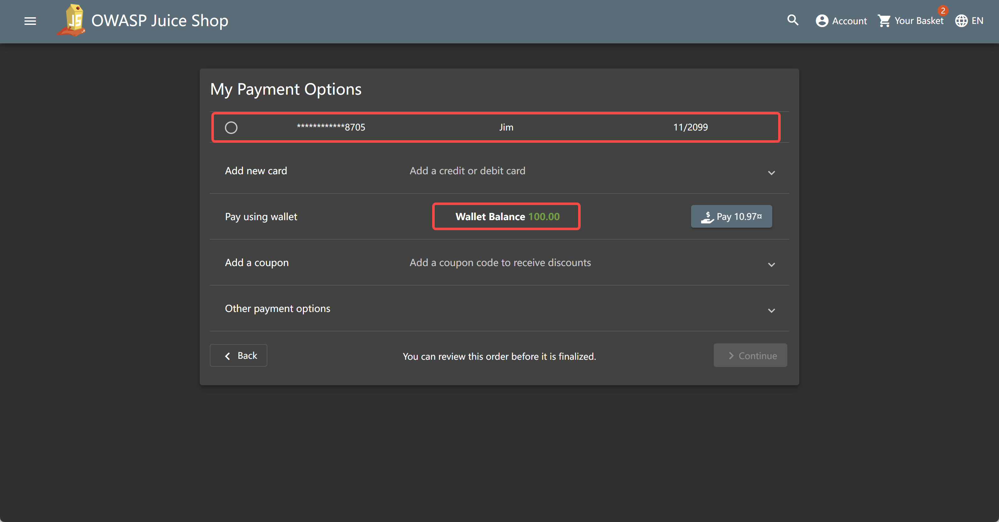 OWASP Juice Shop
Account
Your Basket
2
EN
My Payment Options
************8705 Jim 11/2099
Add new card Add a credit or debit card
Pay using wallet Wallet Balance 100.00 Pay 10.97¤
Add a coupon Add a coupon code to receive discounts
Other payment options
Back You can review this order before it is finalized. Continue